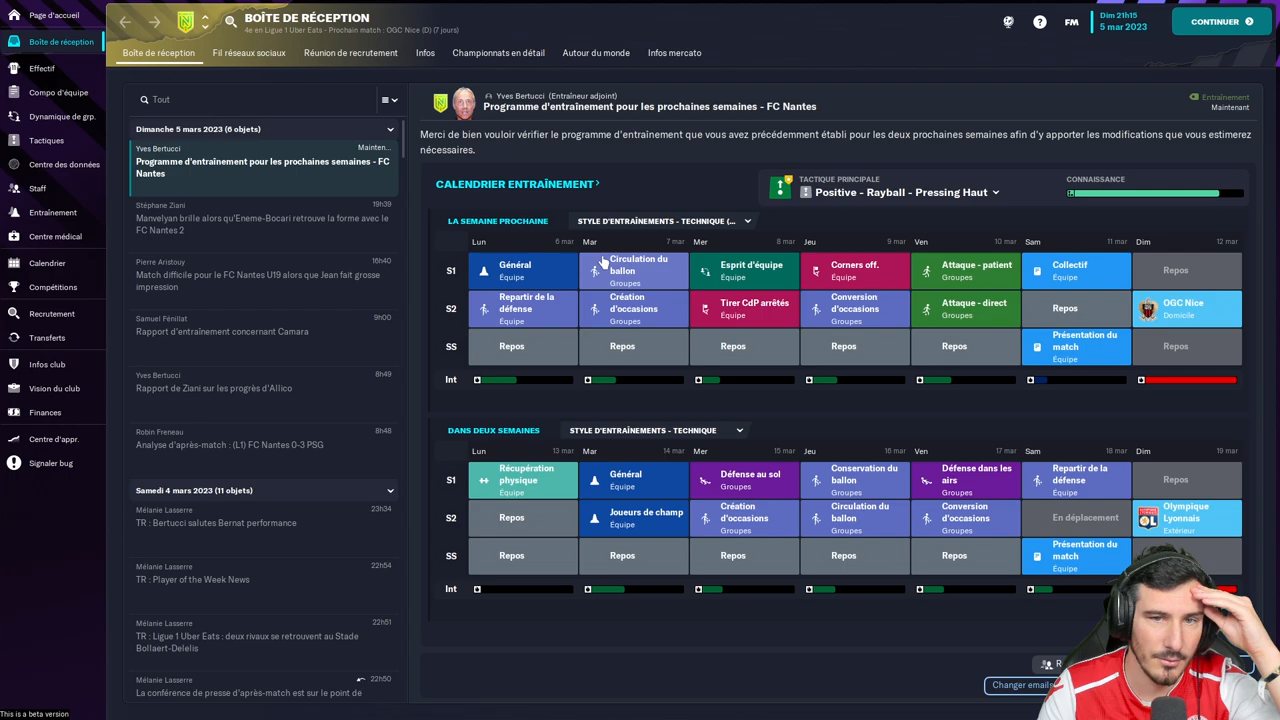 Page d'accueil
Boîte de réception
Effectif
Compo d'équipe
Dynamique de grp.
Tactiques
Centre des données
Staff
Entraînement
Centre médical
Calendrier
Compétitions
Recrutement
Transferts
Infos club
Vision du club
Finances
Centre d'appr.
Signaler bug
This is a beta version
BOÎTE DE RÉCEPTION
4e en Ligue 1 Uber Eats - Prochain match : OGC Nice (D) (7 jours)
FM
Dim 21h15
5 mar 2023
CONTINUER
Boîte de réception
Fil réseaux sociaux
Réunion de recrutement
Infos
Championnats en détail
Autour du monde
Infos mercato
Tout
Dimanche 5 mars 2023 (6 objets)
Yves Bertucci Mainten...
Programme d'entraînement pour les prochaines semaines - FC
Nantes
Stéphane Ziani 19h39
Manvelyan brille alors qu'Eneme-Bocari retrouve la forme avec le
FC Nantes 2
Pierre Aristouy 16h40
Match difficile pour le FC Nantes U19 alors que Jean fait grosse
impression
Samuel Fénillat 9h00
Rapport d'entraînement concernant Camara
Yves Bertucci 8h49
Rapport de Ziani sur les progrès d'Allico
Robin Freneau 8h48
Analyse d'après-match : (L1) FC Nantes 0-3 PSG
Samedi 4 mars 2023 (11 objets)
Mélanie Lasserre 23h34
TR : Bertucci salutes Bernat performance
Mélanie Lasserre 22h54
TR : Player of the Week News
Mélanie Lasserre 22h51
TR : Ligue 1 Uber Eats : deux rivaux se retrouvent au Stade
Bollaert-Delelis
Mélanie Lasserre 22h50
La conférence de presse d'après-match est sur le point de
Yves Bertucci (Entraîneur adjoint)
Programme d'entraînement pour les prochaines semaines - FC Nantes
Entraînement
Maintenant
Merci de bien vouloir vérifier le programme d'entraînement que vous avez précédemment établi pour les deux prochaines semaines afin d'y apporter les modifications que vous estimerez
nécessaires.
CALENDRIER ENTRAÎNEMENT
TACTIQUE PRINCIPALE
Positive - Rayball - Pressing Haut
CONNAISSANCE
LA SEMAINE PROCHAINE
STYLE D'ENTRAÎNEMENTS - TECHNIQUE (...
Lun 6 mar Mar 7 mar Mer 8 mar Jeu 9 mar Ven 10 mar Sam 11 mar Dim 12 mar
S1
Général
Équipe
Circulation du
ballon
Groupes
Esprit d'équipe
Équipe
Corners off.
Équipe
Attaque - patient
Groupes
Collectif
Équipe
Repos
S2
Repartir de la
défense
Équipe
Création
d'occasions
Groupes
Tirer CdP arrêtés
Équipe
Conversion
d'occasions
Groupes
Attaque - direct
Groupes
Repos
OGC Nice
Domicile
SS
Repos
Repos
Repos
Repos
Repos
Présentation du
match
Équipe
Repos
Int
DANS DEUX SEMAINES
STYLE D'ENTRAÎNEMENTS - TECHNIQUE
Lun 13 mar Mar 14 mar Mer 15 mar Jeu 16 mar Ven 17 mar Sam 18 mar Dim 19 mar
S1
Récupération
physique
Équipe
Général
Équipe
Défense au sol
Groupes
Conservation du
ballon
Groupes
Défense dans les
airs
Groupes
Repartir de la
défense
Équipe
Repos
S2
Repos
Joueurs de champ
Équipe
Création
d'occasions
Groupes
Circulation du
ballon
Groupes
Conversion
d'occasions
Groupes
En déplacement
Olympique
Lyonnais
Extérieur
SS
Repos
Repos
Repos
Repos
Repos
Présentation du
match
Équipe
Int
R
Changer emails